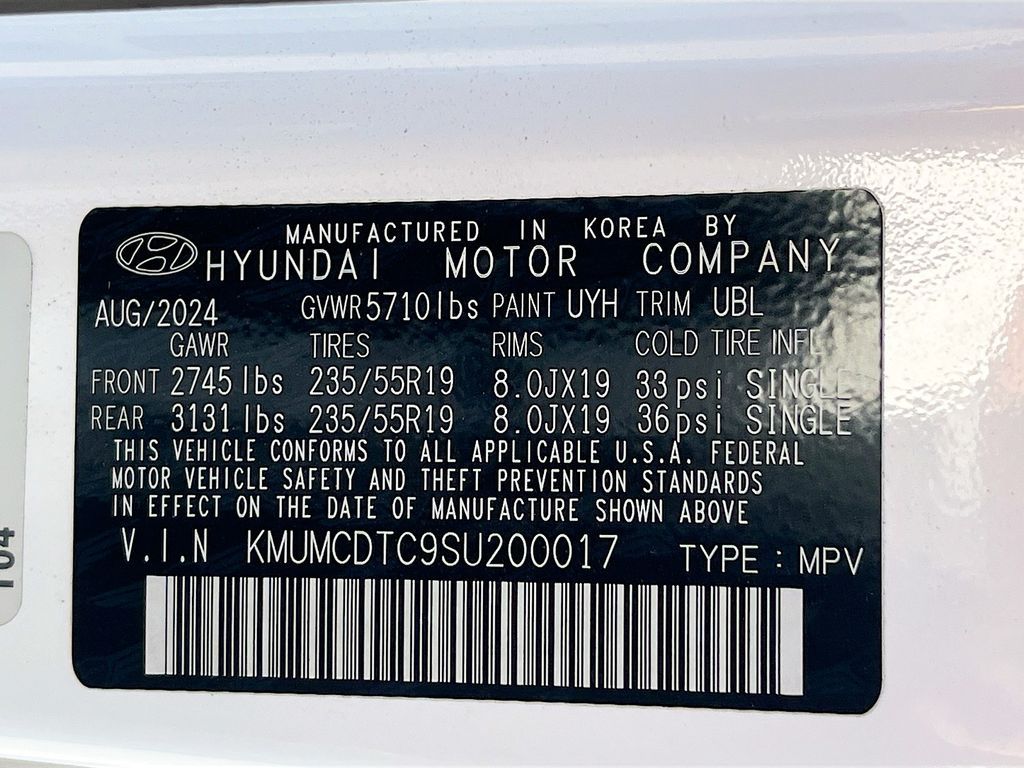 MANUFACTURED IN KOREA BY
HYUNDAI MOTOR COMPANY
AUG/2024 GVWR 5710lbs PAINT UYH TRIM UBL
GAWR TIRES RIMS COLD TIRE INFL
FRONT 2745lbs 235/55R19 8.0JX19 33psi SINGLE
REAR 3131lbs 235/55R19 8.0JX19 36psi SINGLE
THIS VEHICLE CONFORMS TO ALL APPLICABLE U.S.A. FEDERAL
MOTOR VEHICLE SAFETY AND THEFT PREVENTION STANDARDS
IN EFFECT ON THE DATE OF MANUFACTURE SHOWN ABOVE
V.I.N KMUMCDTC9SU200017 TYPE : MPV